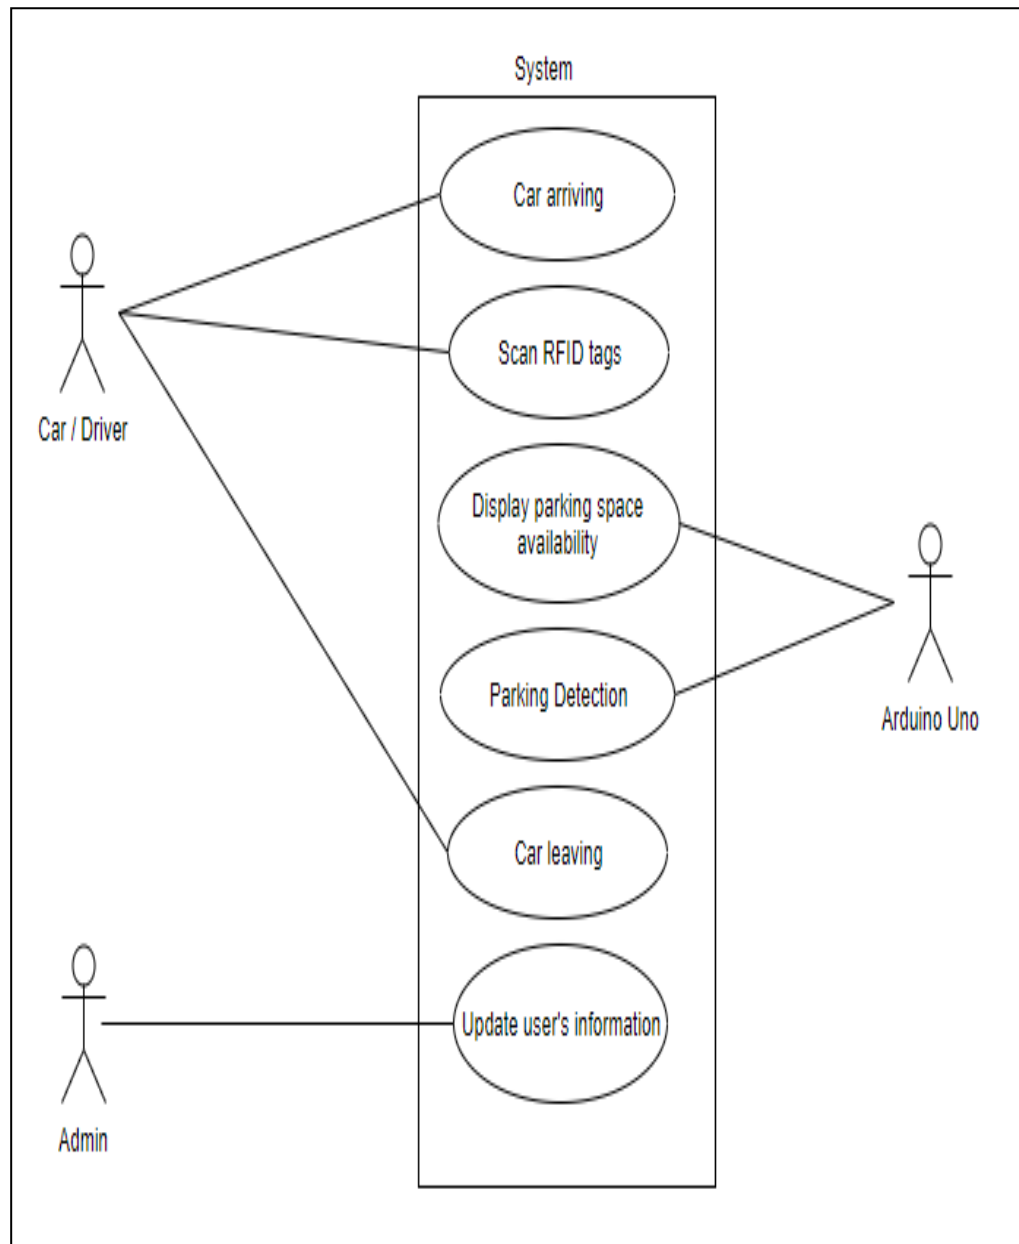 System
Car arriving
Scan RFID tags
Car / Driver
Display parking space
availability
Parking Detection
Arduino Uno
Car leaving
Update user's information
Admin